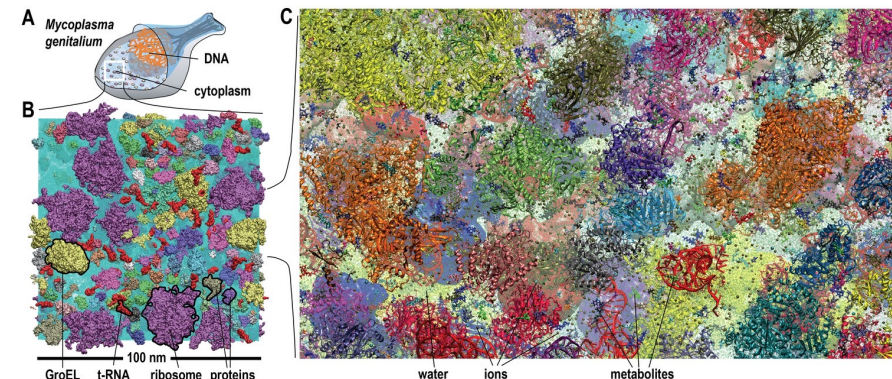 A
Mycoplasma
genitalium
DNA
cytoplasm
B
100 nm
GroEL t-RNA ribosome proteins
C
water ions metabolites